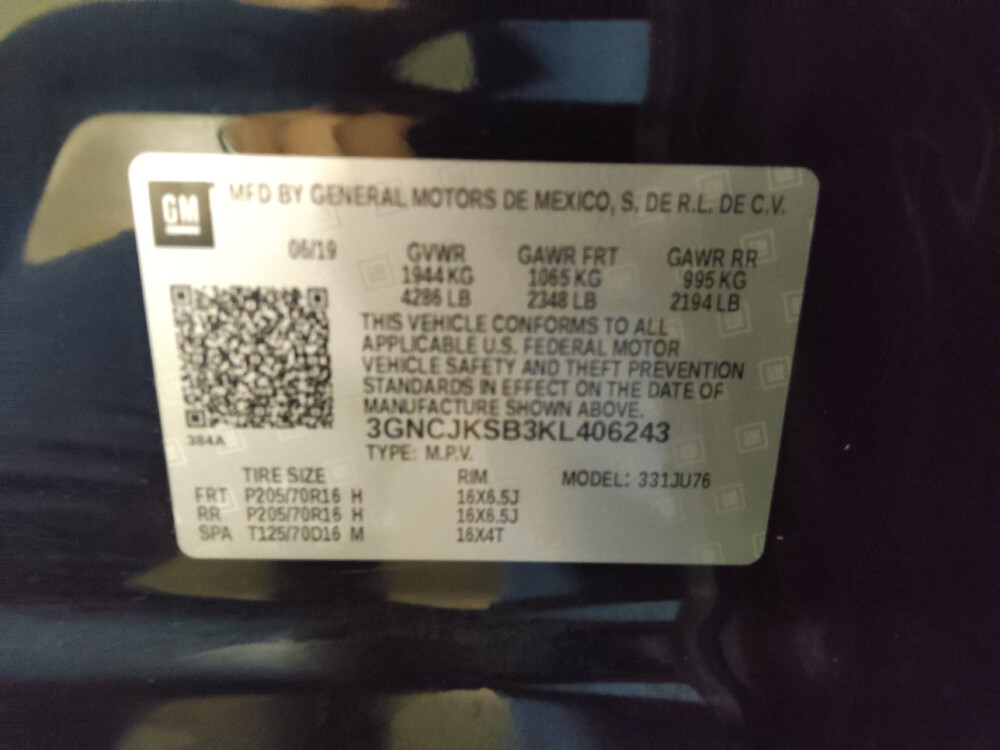 GM
MFD BY GENERAL MOTORS DE MEXICO, S. DE R.L. DE C.V.
06/19 GVWR GAWR FRT GAWR RR
1944 KG 1065 KG 995 KG
4286 LB 2348 LB 2194 LB
THIS VEHICLE CONFORMS TO ALL
APPLICABLE U.S. FEDERAL MOTOR
VEHICLE SAFETY AND THEFT PREVENTION
STANDARDS IN EFFECT ON THE DATE OF
MANUFACTURE SHOWN ABOVE.
3GNCJKSB3KL406243
384A
TYPE: M.P.V.
TIRE SIZE RIM MODEL: 331JU76
FRT P205/70R16 H 16X6.5J
RR P205/70R16 H 16X6.5J
SPA T125/70D16 M 16X4T